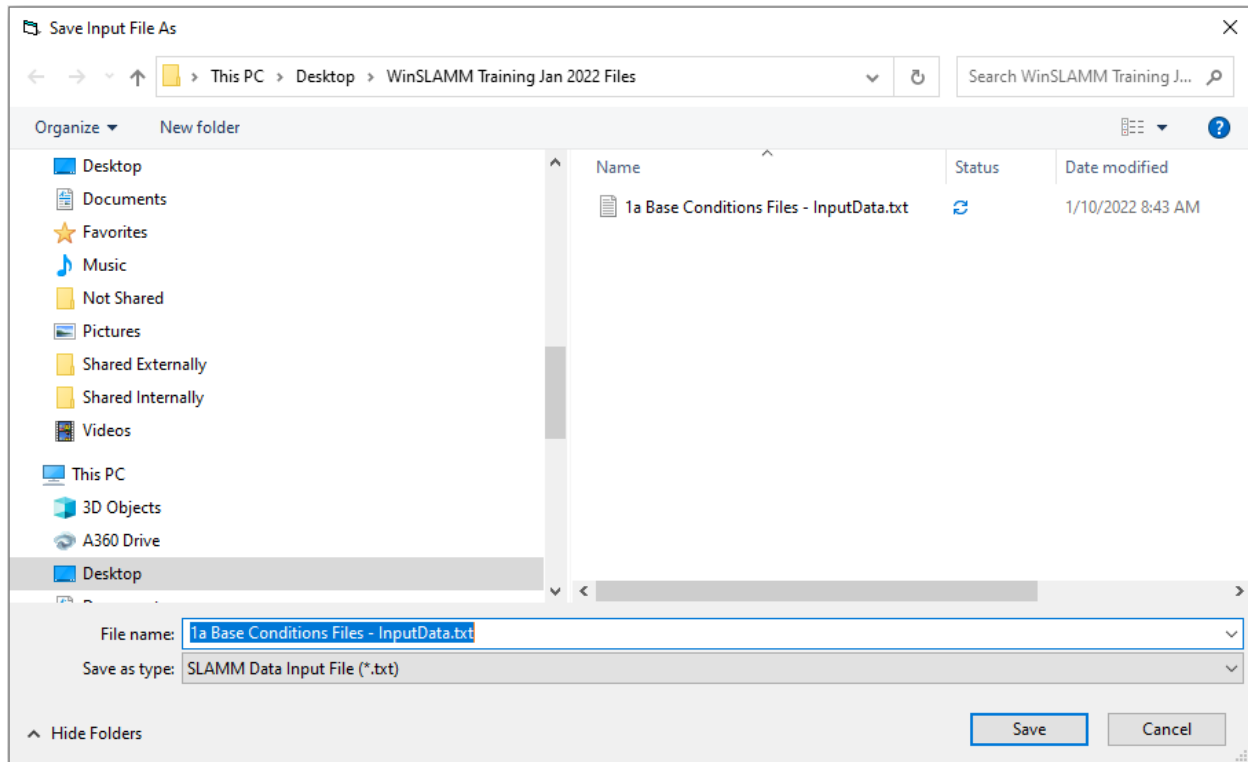 Save Input File As
This PC > Desktop > WinSLAMM Training Jan 2022 Files
Search WinSLAMM Training J...
Organize
New folder
Desktop
Documents
Favorites
Music
Not Shared
Pictures
Shared Externally
Shared Internally
Videos
This PC
3D Objects
A360 Drive
Desktop
Name Status Date modified
1a Base Conditions Files - InputData.txt 1/10/2022 8:43 AM
File name: 1a Base Conditions Files - InputData.txt
Save as type: SLAMM Data Input File (*.txt)
Hide Folders
Save
Cancel